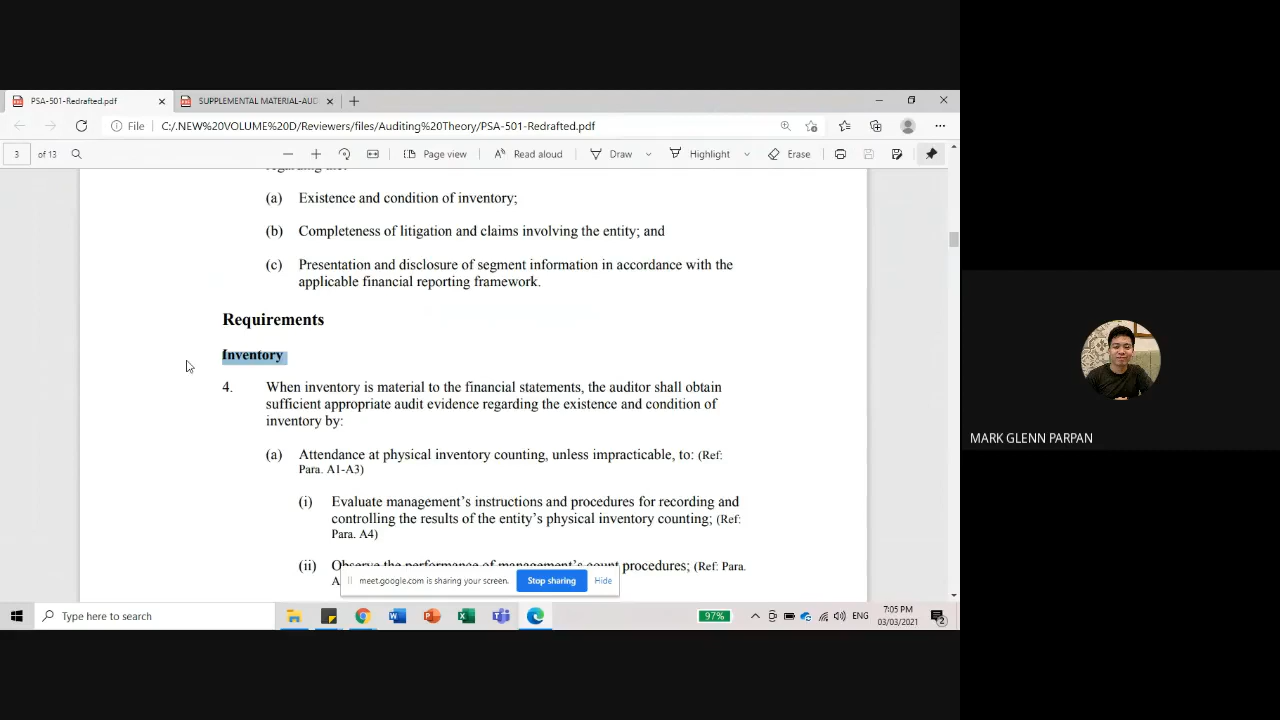 PSA-501-Redrafted.pdf
SUPPLEMENTAL MATERIAL-AUD
File C:/.NEW%20VOLUME%20D/Reviewers/files/Auditing%20Theory/PSA-501-Redrafted.pdf
3 of 13 Page view Read aloud Draw Highlight Erase
regarding the:
(a) Existence and condition of inventory;
(b) Completeness of litigation and claims involving the entity; and
(c) Presentation and disclosure of segment information in accordance with the
applicable financial reporting framework.
Requirements
Inventory
4. When inventory is material to the financial statements, the auditor shall obtain
sufficient appropriate audit evidence regarding the existence and condition of
inventory by:
(a) Attendance at physical inventory counting, unless impracticable, to: (Ref:
Para. A1-A3)
(i) Evaluate management's instructions and procedures for recording and
controlling the results of the entity's physical inventory counting; (Ref:
Para. A4)
(ii) Observe the performance of management's count procedures; (Ref: Para.
A
meet.google.com is sharing your screen. Stop sharing Hide
Type here to search
97%
ENG
7:05 PM
03/03/2021
2
MARK GLENN PARPAN